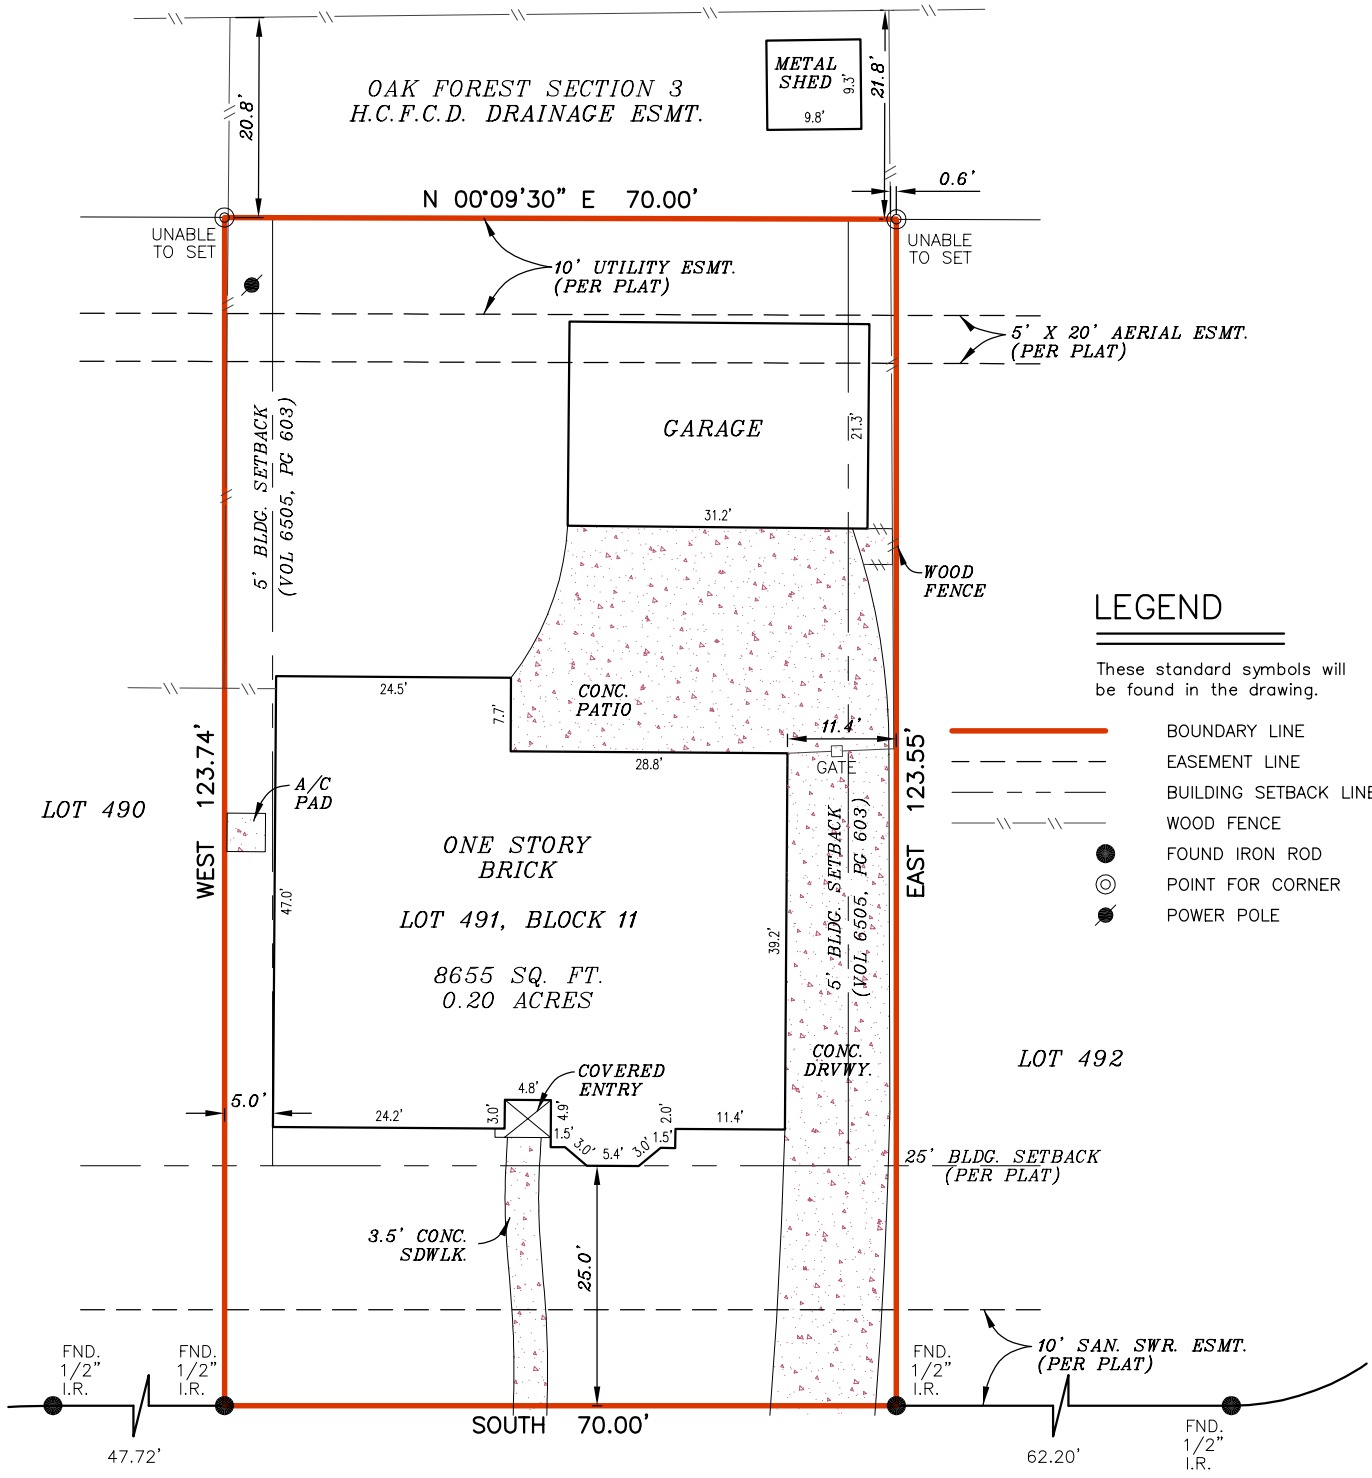 20.8'
OAK FOREST SECTION 3
H.C.F.C.D. DRAINAGE ESMT.
METAL
SHED
9.3'
9.8'
21.8'
0.6'
N 00°09'30" E 70.00'
UNABLE
TO SET
UNABLE
TO SET
10' UTILITY ESMT.
(PER PLAT)
5' X 20' AERIAL ESMT.
(PER PLAT)
5' BLDG. SETBACK
(VOL 6505, PG 603)
GARAGE
21.3'
31.2'
WOOD
FENCE
LEGEND
These standard symbols will
be found in the drawing.
BOUNDARY LINE
EASEMENT LINE
BUILDING SETBACK LINE
WOOD FENCE
FOUND IRON ROD
POINT FOR CORNER
POWER POLE
24.5'
7.7'
CONC.
PATIO
11.4'
28.8'
GATE
WEST 123.74'
EAST 123.55'
LOT 490
A/C
PAD
47.0'
ONE STORY
BRICK
LOT 491, BLOCK 11
8655 SQ. FT.
0.20 ACRES
39.2'
5' BLDG. SETBACK
(VOL 6505, PG 603)
CONC.
DRVWY.
LOT 492
COVERED
ENTRY
5.0'
24.2'
3.0'
4.8'
4.9'
1.5'
3.0'
5.4'
3.0'
1.5'
2.0'
11.4'
25' BLDG. SETBACK
(PER PLAT)
3.5' CONC.
SDWLK.
25.0'
10' SAN. SWR. ESMT.
(PER PLAT)
FND.
1/2"
I.R.
FND.
1/2"
I.R.
FND.
1/2"
I.R.
FND.
1/2"
I.R.
SOUTH 70.00'
47.72'
62.20'